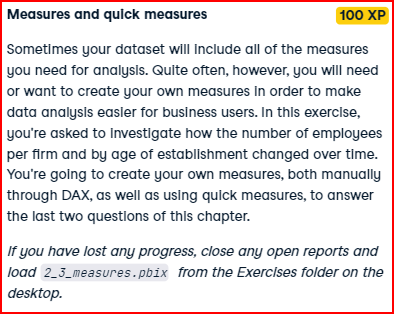 Measures and quick measures
100 XP
Sometimes your dataset will include all of the measures
you need for analysis. Quite often, however, you will need
or want to create your own measures in order to make
data analysis easier for business users. In this exercise,
you're asked to investigate how the number of employees
per firm and by age of establishment changed over time.
You're going to create your own measures, both manually
through DAX, as well as using quick measures, to answer
the last two questions of this chapter.
If you have lost any progress, close any open reports and
load 2_3_measures.pbix from the Exercises folder on the
desktop.